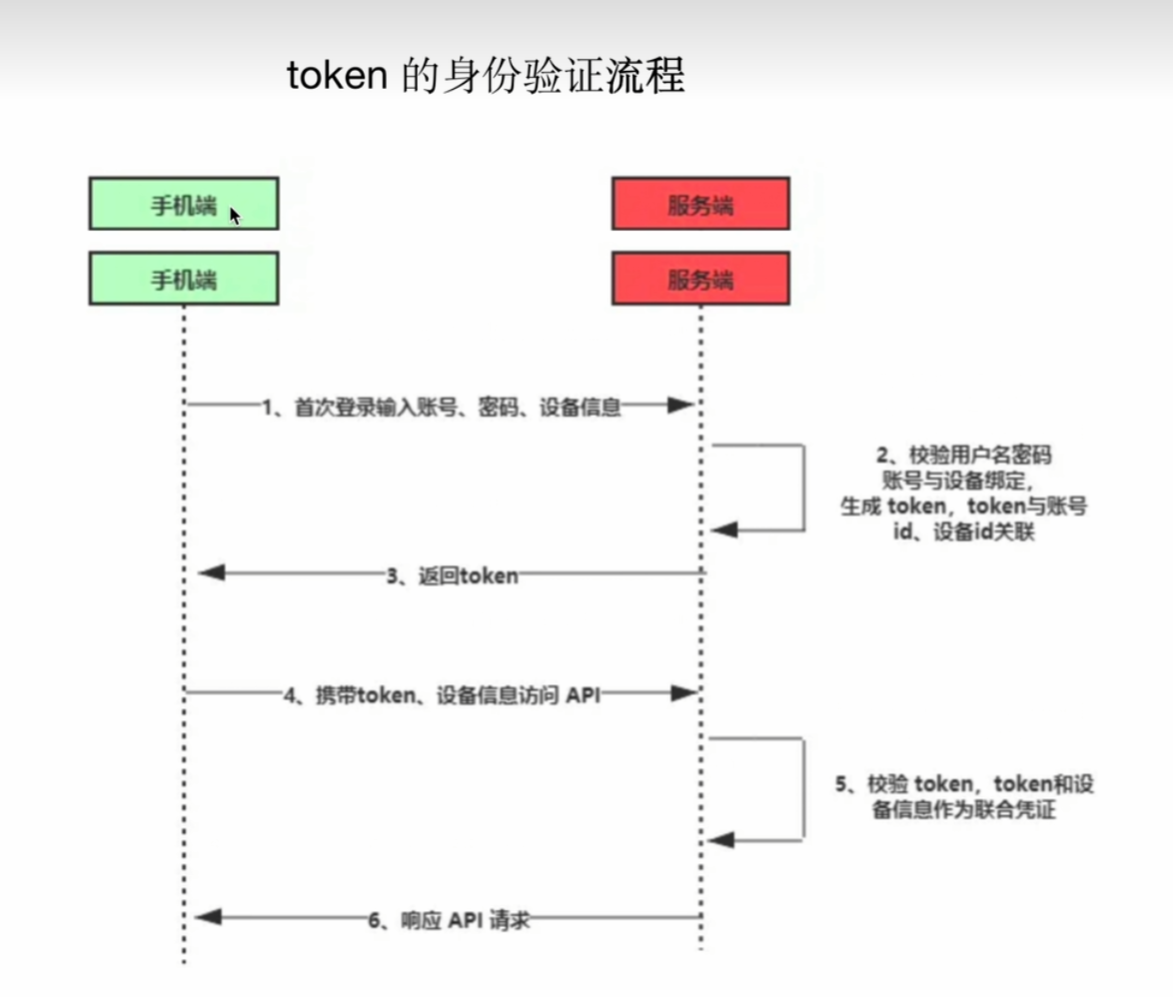 token 的身份验证流程
手机端
服务端
手机端
服务端
1、首次登录输入账号、密码、设备信息
2、校验用户名密码
账号与设备绑定，
生成 token，token与账号
id、设备id关联
3、返回token
4、携带token、设备信息访问 API
5、校验 token，token和设
备信息作为联合凭证
6、响应 API 请求